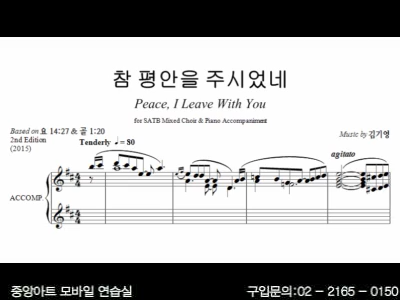 참 평안을 주시었네
Peace, I Leave With You
for SATB Mixed Choir & Piano Accompaniment
Based on 요 14:27 & 골 1:20
2nd Edition
(2015)
Music by 김기영
Tenderly ♩= 80
agitato
ACCOMP.
중앙아트 모바일 연습실
구입문의:02 - 2165 - 0150